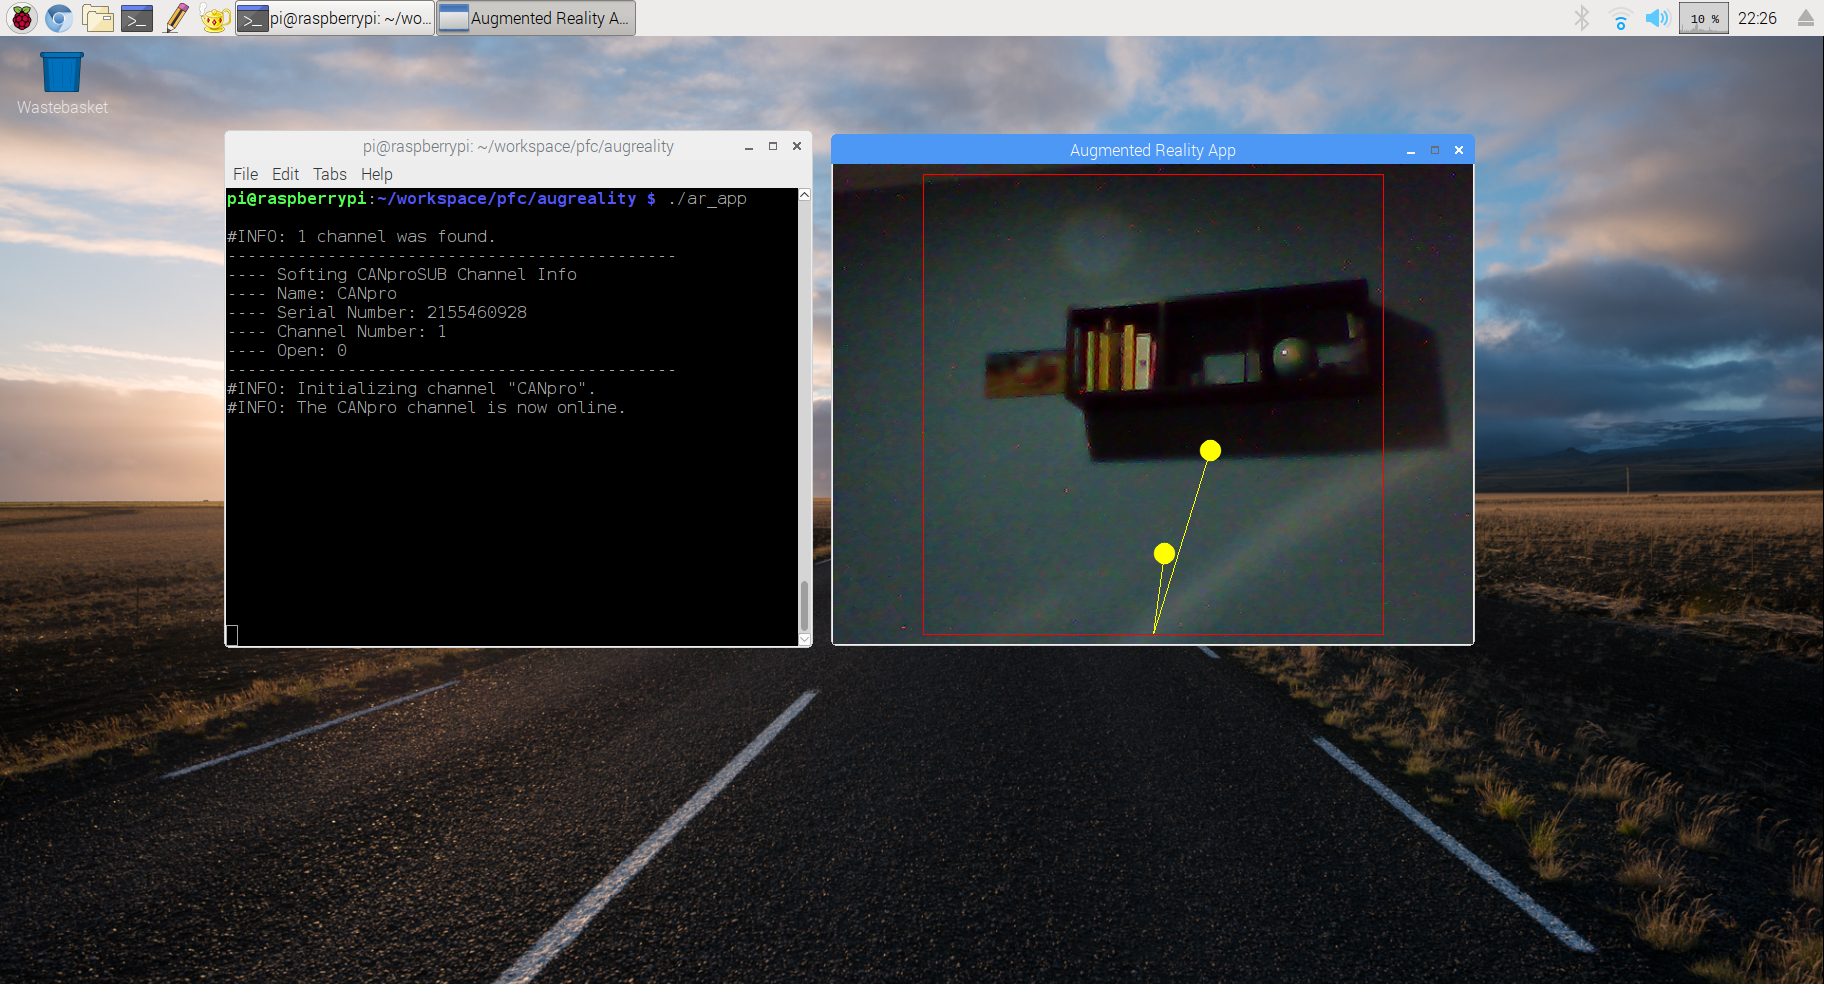 pi@raspberrypi: ~/wo...
Augmented Reality A...
10 %
22:26
Wastebasket
pi@raspberrypi: ~/workspace/pfc/augreality
File Edit Tabs Help
pi@raspberrypi:~/workspace/pfc/augreality $ ./ar_app
#INFO: 1 channel was found.
---------------------------------------------
---- Softing CANproSUB Channel Info
---- Name: CANpro
---- Serial Number: 2155460928
---- Channel Number: 1
---- Open: 0
---------------------------------------------
#INFO: Initializing channel "CANpro".
#INFO: The CANpro channel is now online.
Augmented Reality App